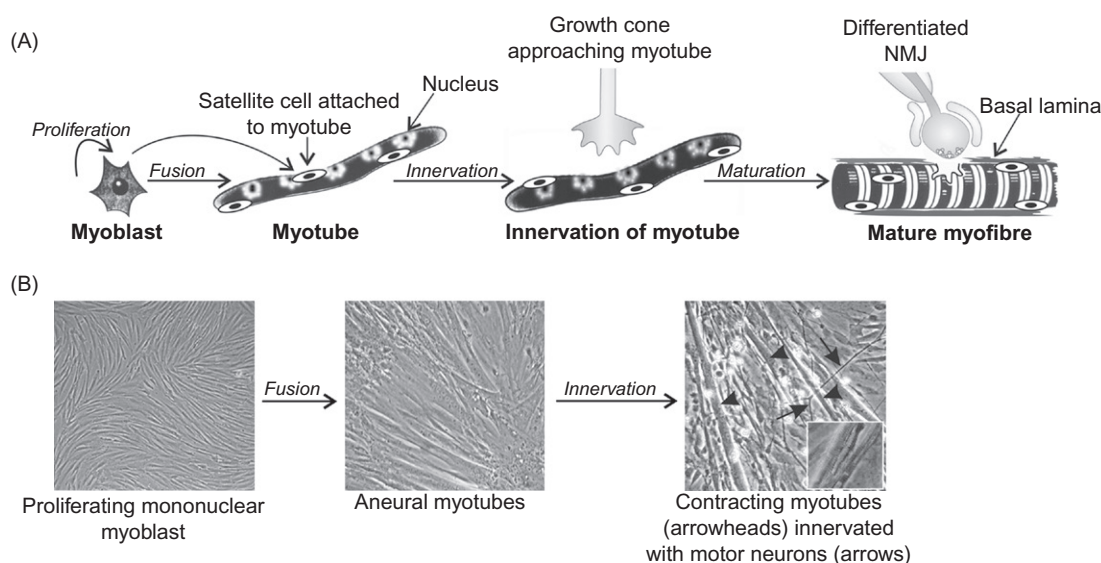 (A)
Growth cone
approaching myotube
Differentiated
NMJ
Satellite cell attached
to myotube
Nucleus
Basal lamina
Proliferation
Fusion
Innervation
Maturation
Myoblast
Myotube
Innervation of myotube
Mature myofibre
(B)
Fusion
Innervation
Proliferating mononuclear
myoblast
Aneural myotubes
Contracting myotubes
(arrowheads) innervated
with motor neurons (arrows)